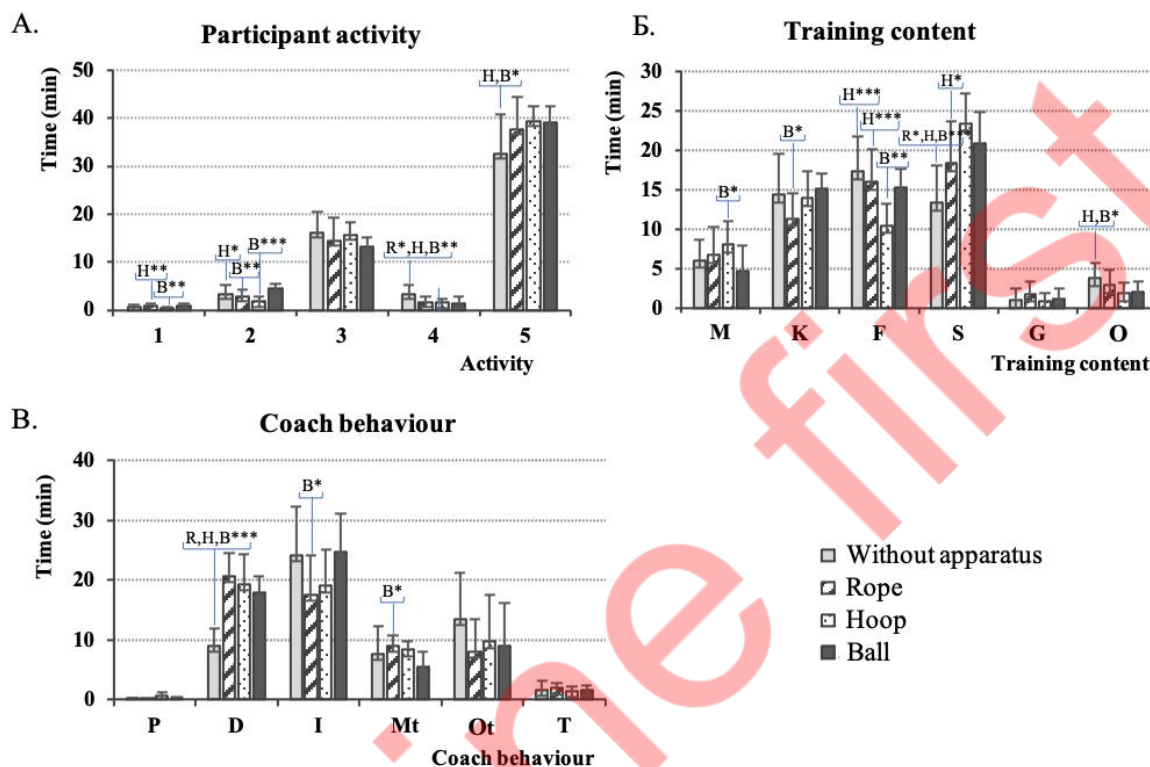 А.
Participant activity
Time (min)
50
40
30
20
10
0
H**
B**
H*
B**
B***
R*,H,B**
H,B*
1 2 3 4 5
Activity
Б.
Training content
Time (min)
30
25
20
15
10
5
0
B*
B*
H***
H***
B**
R*,H,B***
H*
H,B*
M K F S G O
Training content
В.
Coach behaviour
Time (min)
40
30
20
10
0
R,H,B***
B*
B*
P D I Mt Ot T
Coach behaviour
Without apparatus
Rope
Hoop
Ball
ine first